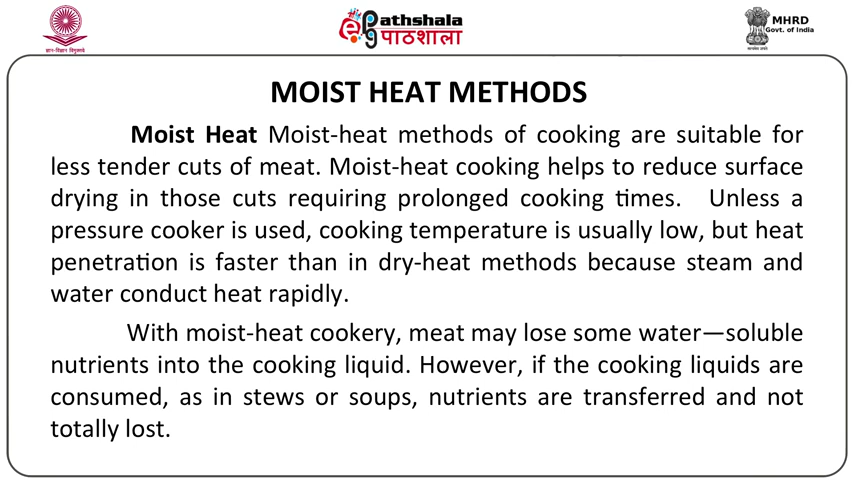 ज्ञान-विज्ञान विमुक्तये
e Pathshala
pg पाठशाला
MHRD
Govt. of India
MOIST HEAT METHODS
Moist Heat Moist-heat methods of cooking are suitable for
less tender cuts of meat. Moist-heat cooking helps to reduce surface
drying in those cuts requiring prolonged cooking times. Unless a
pressure cooker is used, cooking temperature is usually low, but heat
penetration is faster than in dry-heat methods because steam and
water conduct heat rapidly.
With moist-heat cookery, meat may lose some water—soluble
nutrients into the cooking liquid. However, if the cooking liquids are
consumed, as in stews or soups, nutrients are transferred and not
totally lost.